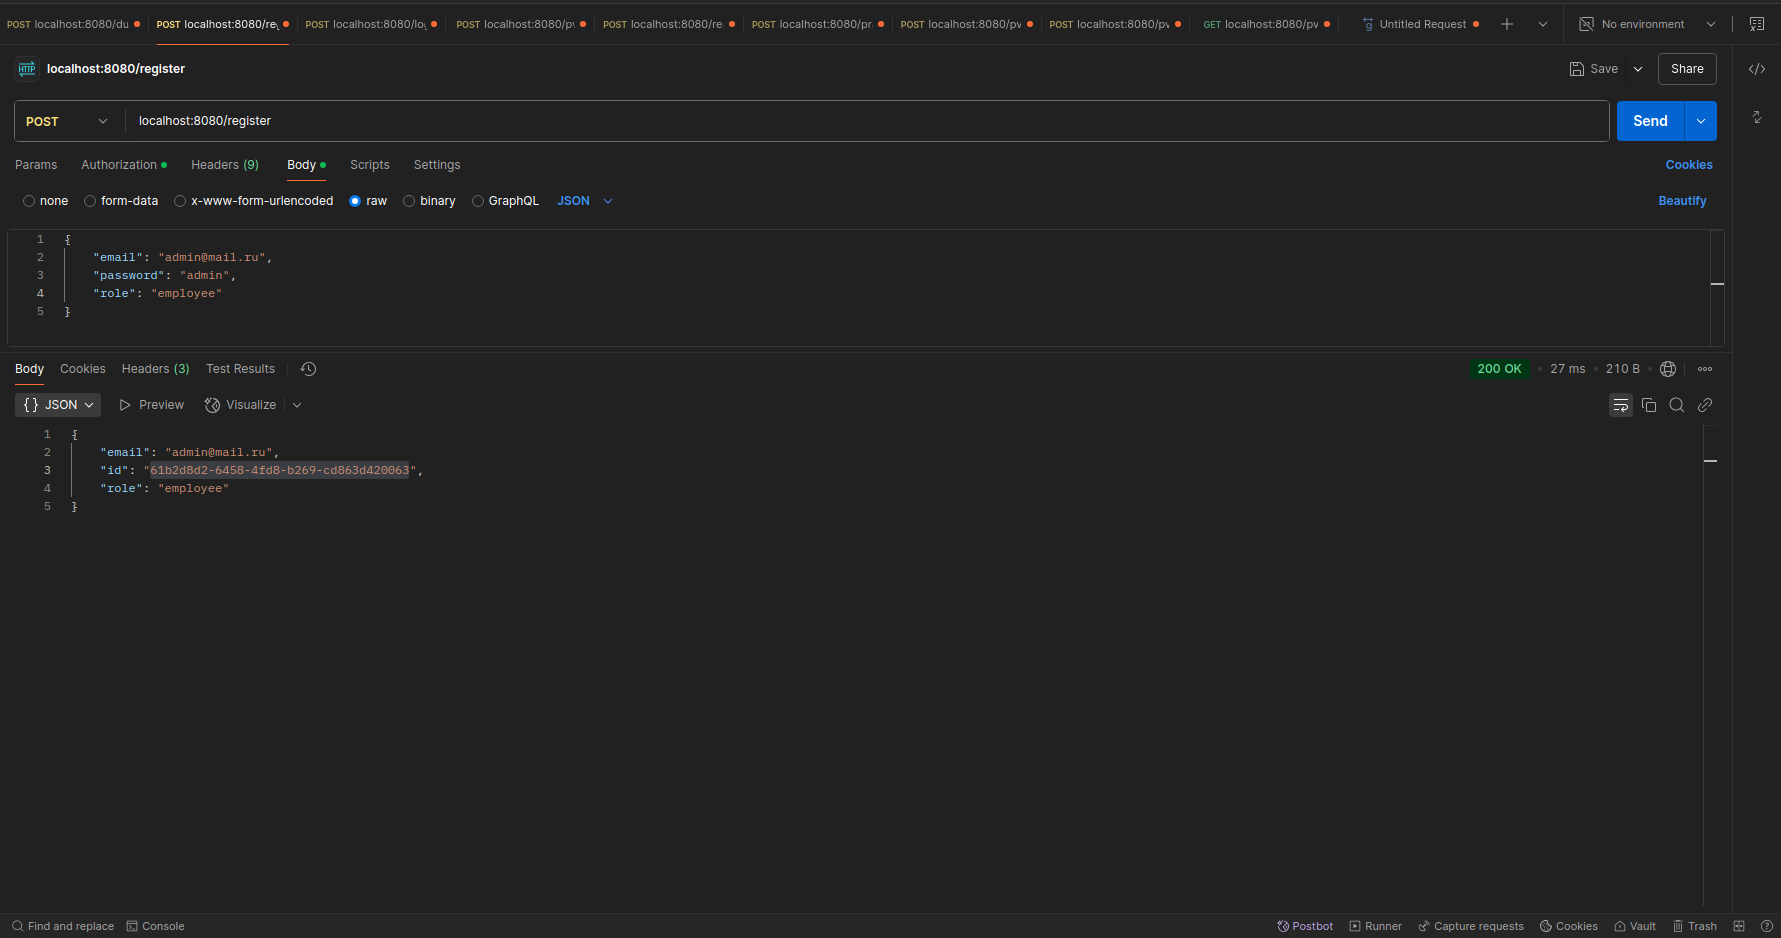 POST localhost:8080/du POST localhost:8080/re POST localhost:8080/lo POST localhost:8080/pv POST localhost:8080/re POST localhost:8080/pr POST localhost:8080/pv POST localhost:8080/pv GET localhost:8080/pv Untitled Request No environment
HTTP localhost:8080/register Save Share
POST localhost:8080/register Send
Params Authorization Headers (9) Body Scripts Settings Cookies
none form-data x-www-form-urlencoded raw binary GraphQL JSON Beautify
1 {
2 "email": "admin@mail.ru",
3 "password": "admin",
4 "role": "employee"
5 }
Body Cookies Headers (3) Test Results 200 OK 27 ms 210 B
{} JSON Preview Visualize
1 {
2 "email": "admin@mail.ru",
3 "id": "61b2d8d2-6458-4fd8-b269-cd863d420063",
4 "role": "employee"
5 }
Find and replace Console Postbot Runner Capture requests Cookies Vault Trash